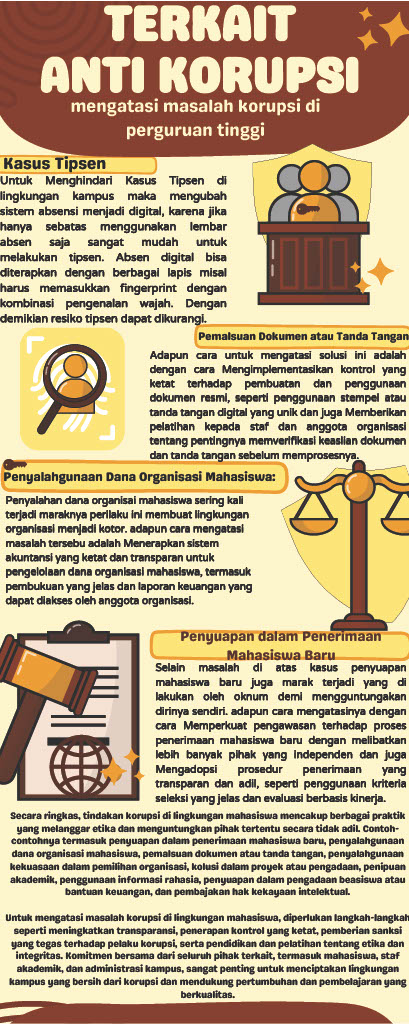 TERKAIT
ANTI KORUPSI
mengatasi masalah korupsi di
perguruan tinggi
Kasus Tipsen
Untuk Menghindari Kasus Tipsen di
lingkungan kampus maka mengubah
sistem absensi menjadi digital, karena jika
hanya sebatas menggunakan lembar
absen saja sangat mudah untuk
melakukan tipsen. Absen digital bisa
diterapkan dengan berbagai lapis misal
harus memasukkan fingerprint dengan
kombinasi pengenalan wajah. Dengan
demikian resiko tipsen dapat dikurangi.
Pemalsuan Dokumen atau Tanda Tangan
Adapun cara untuk mengatasi solusi ini adalah
dengan cara Mengimplementasikan kontrol yang
ketat terhadap pembuatan dan penggunaan
dokumen resmi, seperti penggunaan stempel atau
tanda tangan digital yang unik dan juga Memberikan
pelatihan kepada staf dan anggota organisasi
tentang pentingnya memverifikasi keaslian dokumen
dan tanda tangan sebelum memprosesnya.
Penyalahgunaan Dana Organisasi Mahasiswa:
Penyalahan dana organisai mahasiswa sering kali
terjadi maraknya perilaku ini membuat lingkungan
organisasi menjadi kotor. adapun cara mengatasi
masalah tersebu adalah Menerapkan sistem
akuntansi yang ketat dan transparan untuk
pengelolaan dana organisasi mahasiswa, termasuk
pembukuan yang jelas dan laporan keuangan yang
dapat diakses oleh anggota organisasi.
Penyuapan dalam Penerimaan
Mahasiswa Baru
Selain masalah di atas kasus penyuapan
mahasiswa baru juga marak terjadi yang di
lakukan oleh oknum demi mengguntungakan
dirinya sendiri. adapun cara mengatasinya dengan
cara Memperkuat pengawasan terhadap proses
penerimaan mahasiswa baru dengan melibatkan
lebih banyak pihak yang independen dan juga
Mengadopsi prosedur penerimaan yang
transparan dan adil, seperti penggunaan kriteria
seleksi yang jelas dan evaluasi berbasis kinerja.
Secara ringkas, tindakan korupsi di lingkungan mahasiswa mencakup berbagai praktik
yang melanggar etika dan menguntungkan pihak tertentu secara tidak adil. Contoh-
contohnya termasuk penyuapan dalam penerimaan mahasiswa baru, penyalahgunaan
dana organisasi mahasiswa, pemalsuan dokumen atau tanda tangan, penyalahgunaan
kekuasaan dalam pemilihan organisasi, kolusi dalam proyek atau pengadaan, penipuan
akademik, penggunaan informasi rahasia, penyuapan dalam pengadaan beasiswa atau
bantuan keuangan, dan pembajakan hak kekayaan intelektual.
Untuk mengatasi masalah korupsi di lingkungan mahasiswa, diperlukan langkah-langkah
seperti meningkatkan transparansi, penerapan kontrol yang ketat, pemberian sanksi
yang tegas terhadap pelaku korupsi, serta pendidikan dan pelatihan tentang etika dan
integritas. Komitmen bersama dari seluruh pihak terkait, termasuk mahasiswa, staf
akademik, dan administrasi kampus, sangat penting untuk menciptakan lingkungan
kampus yang bersih dari korupsi dan mendukung pertumbuhan dan pembelajaran yang
berkualitas.